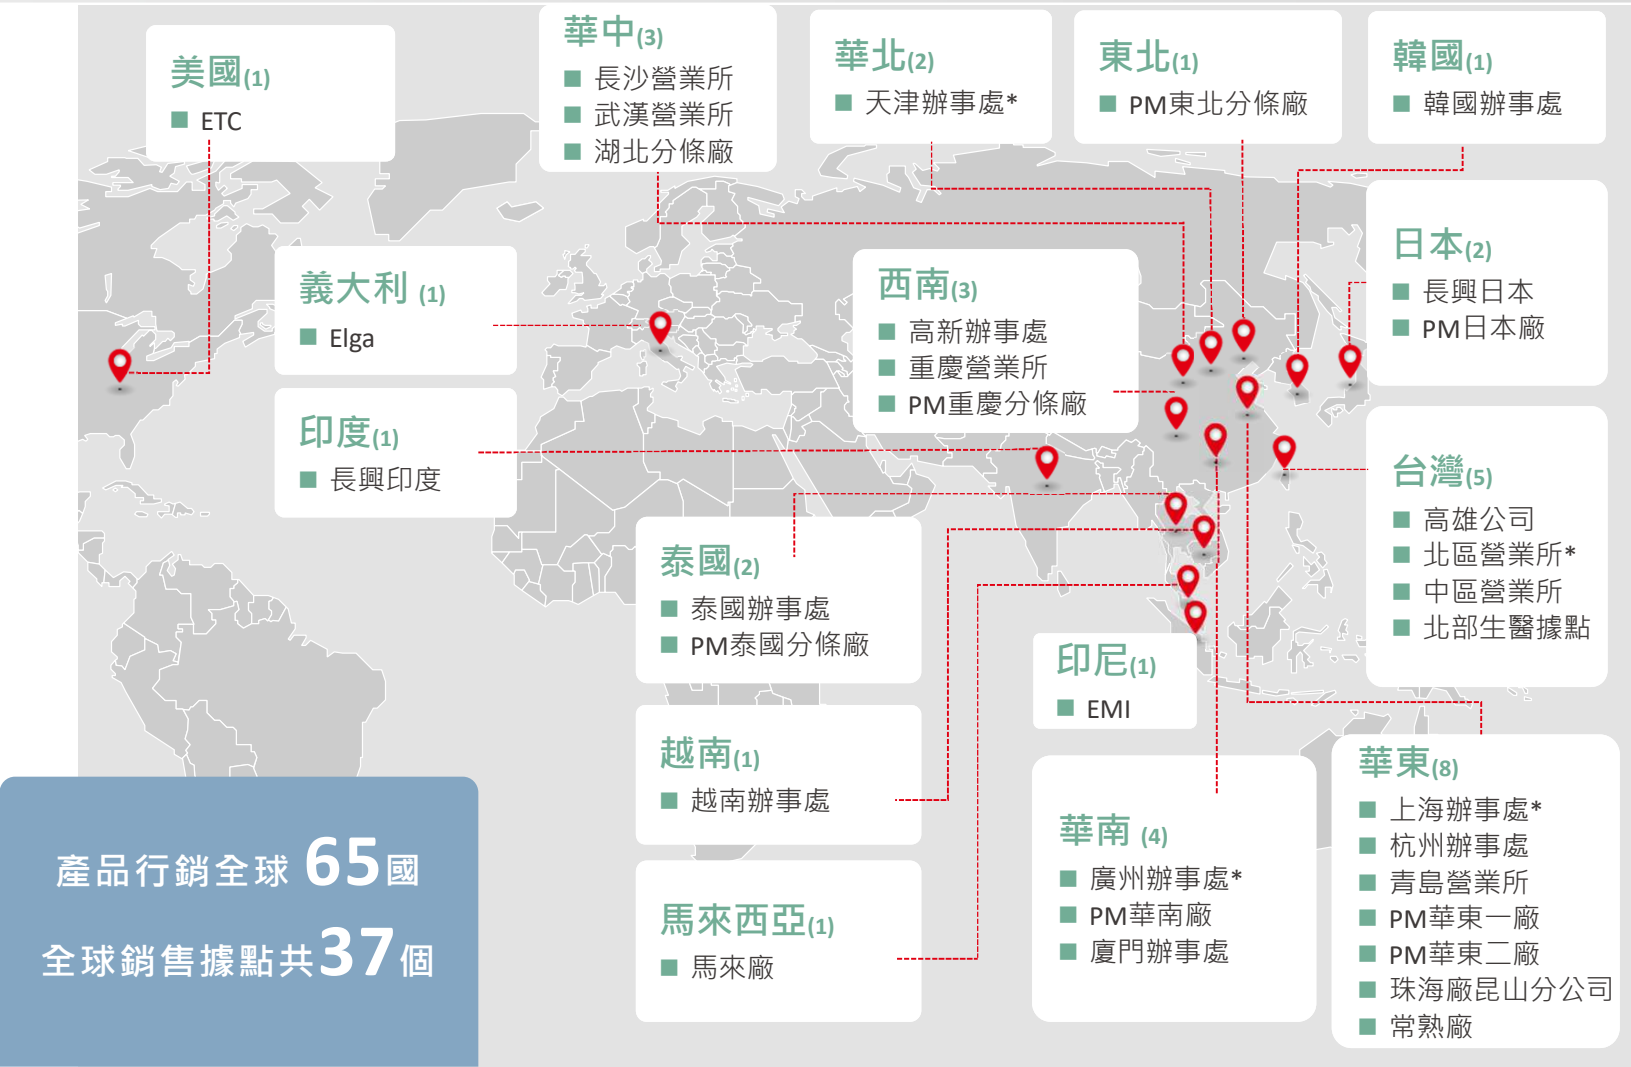 美國(1)
■ ETC
華中(3)
■ 長沙營業所
■ 武漢營業所
■ 湖北分條廠
華北(2)
■ 天津辦事處*
東北(1)
■ PM東北分條廠
韓國(1)
■ 韓國辦事處
義大利 (1)
■ Elga
西南(3)
■ 高新辦事處
■ 重慶營業所
■ PM重慶分條廠
日本(2)
■ 長興日本
■ PM日本廠
印度(1)
■ 長興印度
台灣(5)
■ 高雄公司
■ 北區營業所*
■ 中區營業所
■ 北部生醫據點
泰國(2)
■ 泰國辦事處
■ PM泰國分條廠
印尼(1)
■ EMI
越南(1)
■ 越南辦事處
馬來西亞(1)
■ 馬來廠
華南 (4)
■ 廣州辦事處*
■ PM華南廠
■ 廈門辦事處
華東(8)
■ 上海辦事處*
■ 杭州辦事處
■ 青島營業所
■ PM華東一廠
■ PM華東二廠
■ 珠海廠昆山分公司
■ 常熟廠
產品行銷全球 65國
全球銷售據點共37個